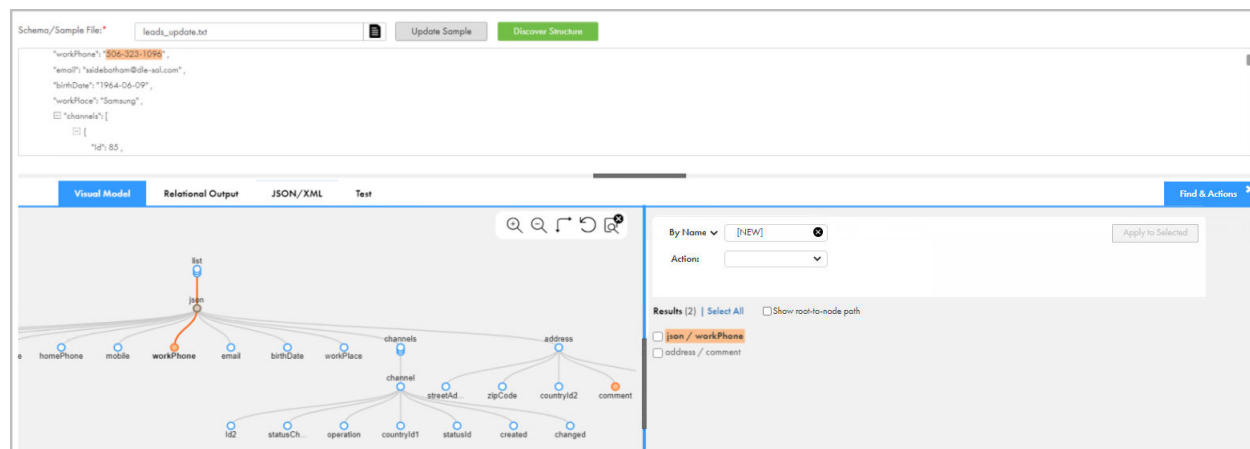 Schema/Sample File:* leads_update.txt Update Sample Discover Structure
"workPhone": "506-323-1096" ,
"email": "ssidebotham@dle-sal.com" ,
"birthDate": "1964-06-09" ,
"workPlace": "Samsung" ,
"channels": [
{
"Id": 85 ,
Visual Model Relational Output JSON/XML Test Find & Actions
By Name [NEW] Apply to Selected
Action:
list
json
Results (2) | Select All Show root-to-node path
json / workPhone
address / comment
e homePhone mobile workPhone email birthDate workPlace channels address
channel
streetAd... zipCode countryId2 comment
Id2 statusCh... operation countryId1 statusId created changed